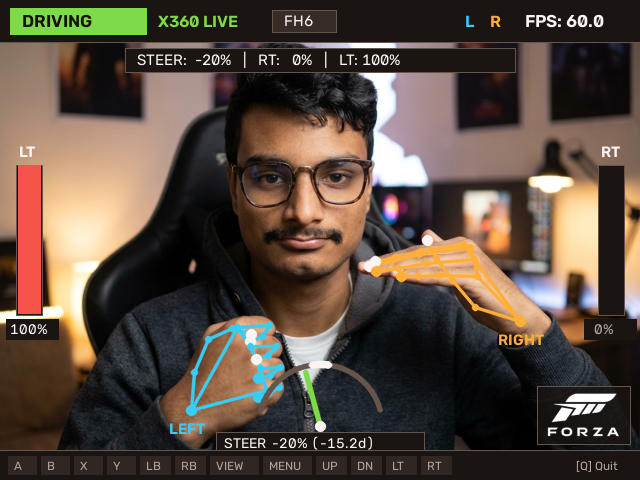 DRIVING X360 LIVE FH6 L R FPS: 60.0
STEER: -20% | RT: 0% | LT: 100%
LT RT
100% 0%
RIGHT
LEFT
FORZA
STEER -20% (-15.2d)
A B X Y LB RB VIEW MENU UP DN LT RT [Q] Quit